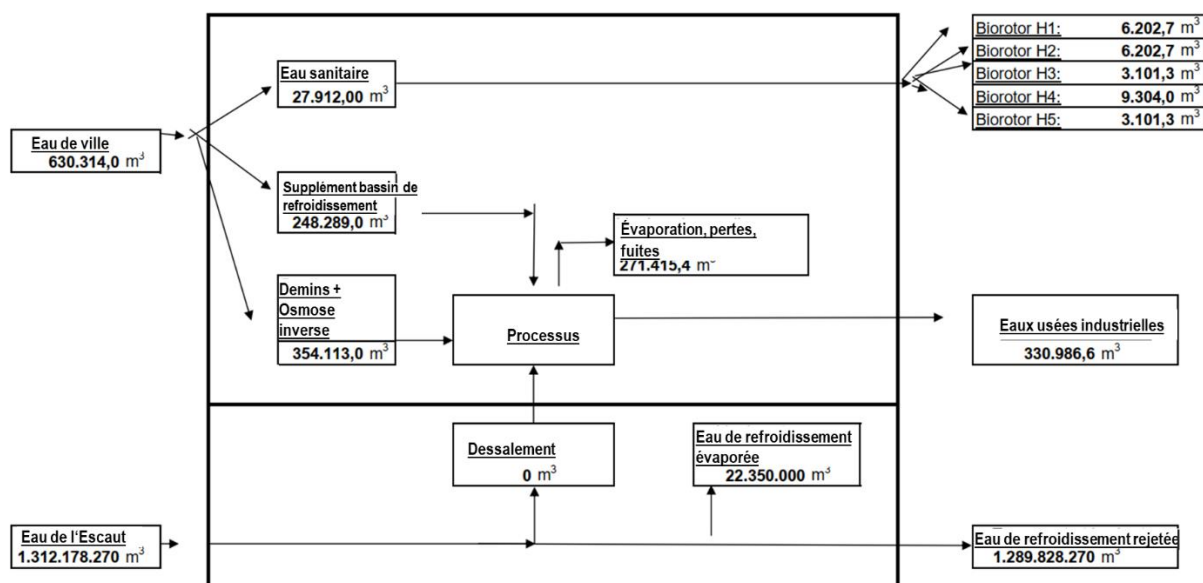 Eau de ville
630.314,0 m³
Eau sanitaire
27.912,00 m³
Supplément bassin de
refroidissement
248.289,0 m³
Demins +
Osmose
inverse
354.113,0 m³
Évaporation, pertes,
fuites
271.415,4 m³
Processus
Biorotor H1: 6.202,7 m³
Biorotor H2: 6.202,7 m³
Biorotor H3: 3.101,3 m³
Biorotor H4: 9.304,0 m³
Biorotor H5: 3.101,3 m³
Eaux usées industrielles
330.986,6 m³
Dessalement
0 m³
Eau de refroidissement
évaporée
22.350.000 m³
Eau de l'Escaut
1.312.178.270 m³
Eau de refroidissement rejetée
1.289.828.270 m³